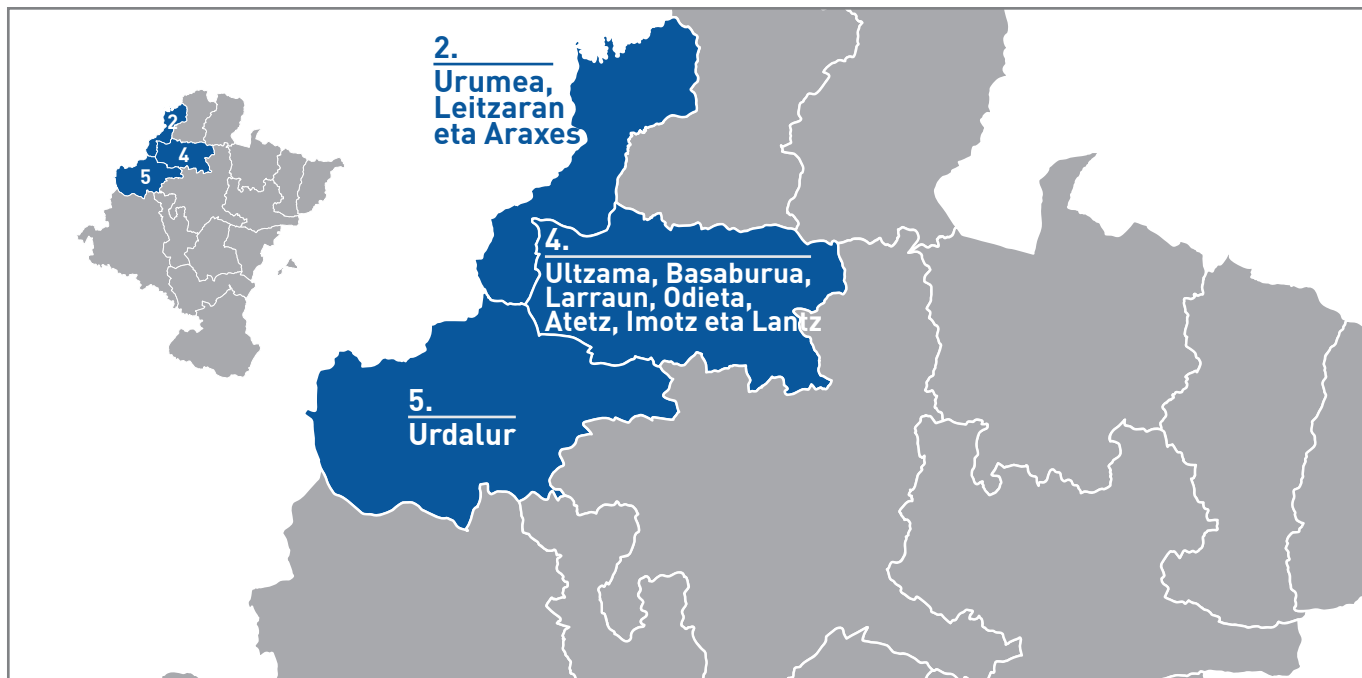 2.
Urumea,
Leitzaran
eta Araxes
2
4
5
4.
Ultzama, Basaburua,
Larraun, Odieta,
Atetz, Imotz eta Lantz
5.
Urdalur